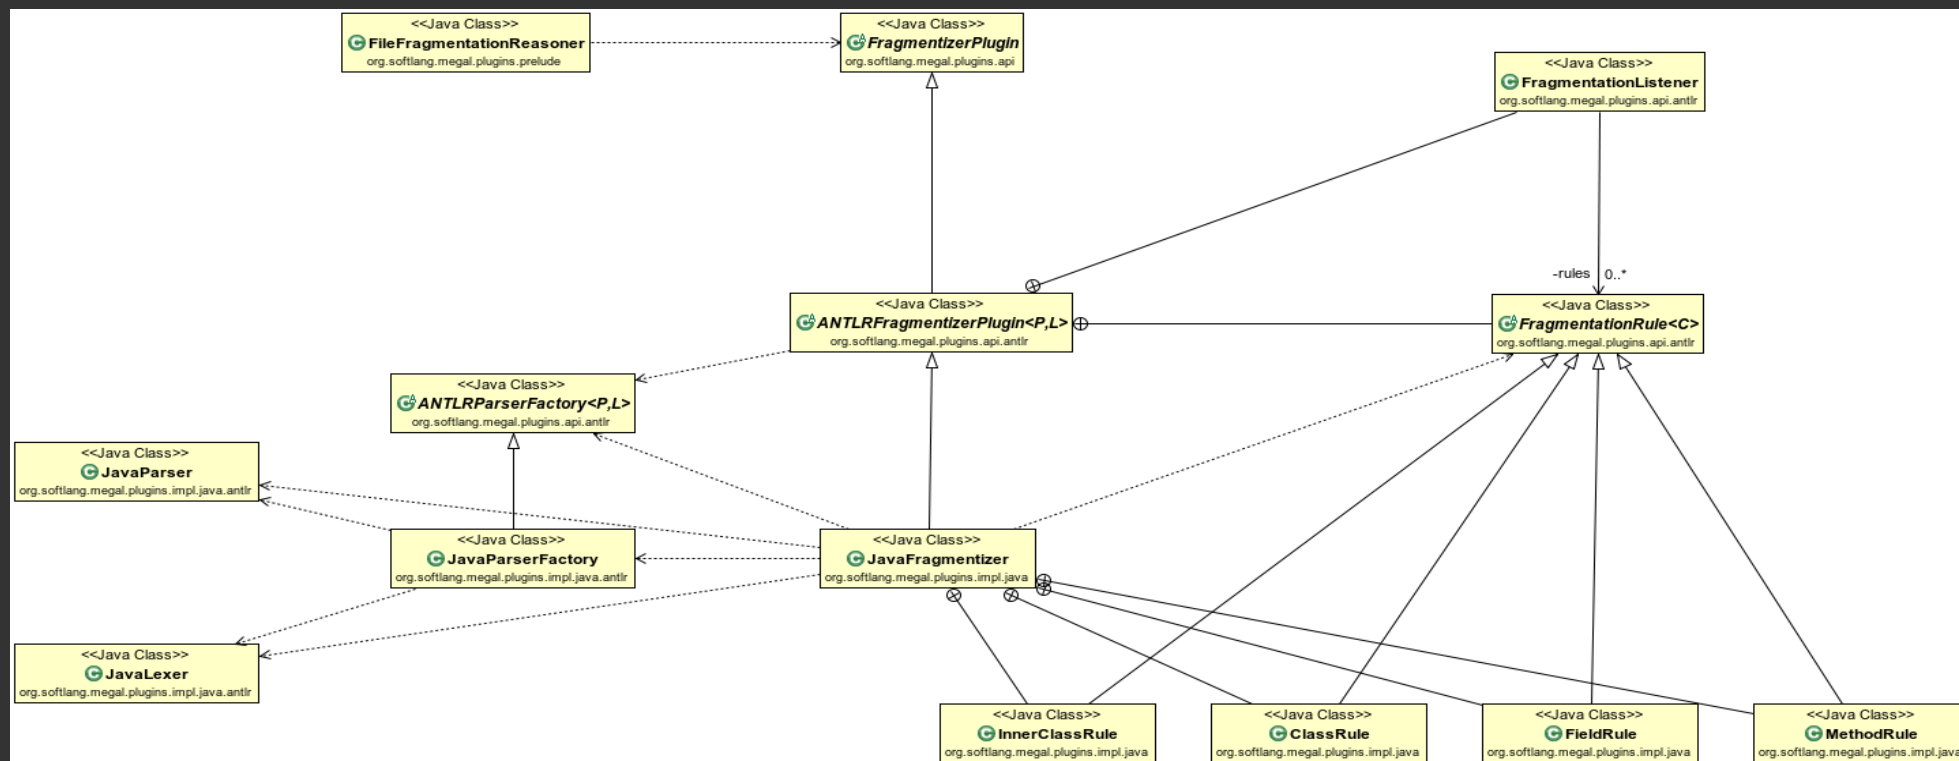 <<Java Class>>
FileFragmentationReasoner
org.softlang.megal.plugins.prelude
<<Java Class>>
FragmentizerPlugin
org.softlang.megal.plugins.api
<<Java Class>>
FragmentationListener
org.softlang.megal.plugins.api.antlr
-rules 0..*
<<Java Class>>
ANTLRFragmentizerPlugin<P,L>
org.softlang.megal.plugins.api.antlr
<<Java Class>>
FragmentationRule<C>
org.softlang.megal.plugins.api.antlr
<<Java Class>>
ANTLRParserFactory<P,L>
org.softlang.megal.plugins.api.antlr
<<Java Class>>
JavaParser
org.softlang.megal.plugins.impl.java.antlr
<<Java Class>>
JavaParserFactory
org.softlang.megal.plugins.impl.java.antlr
<<Java Class>>
JavaFragmentizer
org.softlang.megal.plugins.impl.java
<<Java Class>>
JavaLexer
org.softlang.megal.plugins.impl.java.antlr
<<Java Class>>
InnerClassRule
org.softlang.megal.plugins.impl.java
<<Java Class>>
ClassRule
org.softlang.megal.plugins.impl.java
<<Java Class>>
FieldRule
org.softlang.megal.plugins.impl.java
<<Java Class>>
MethodRule
org.softlang.megal.plugins.impl.java